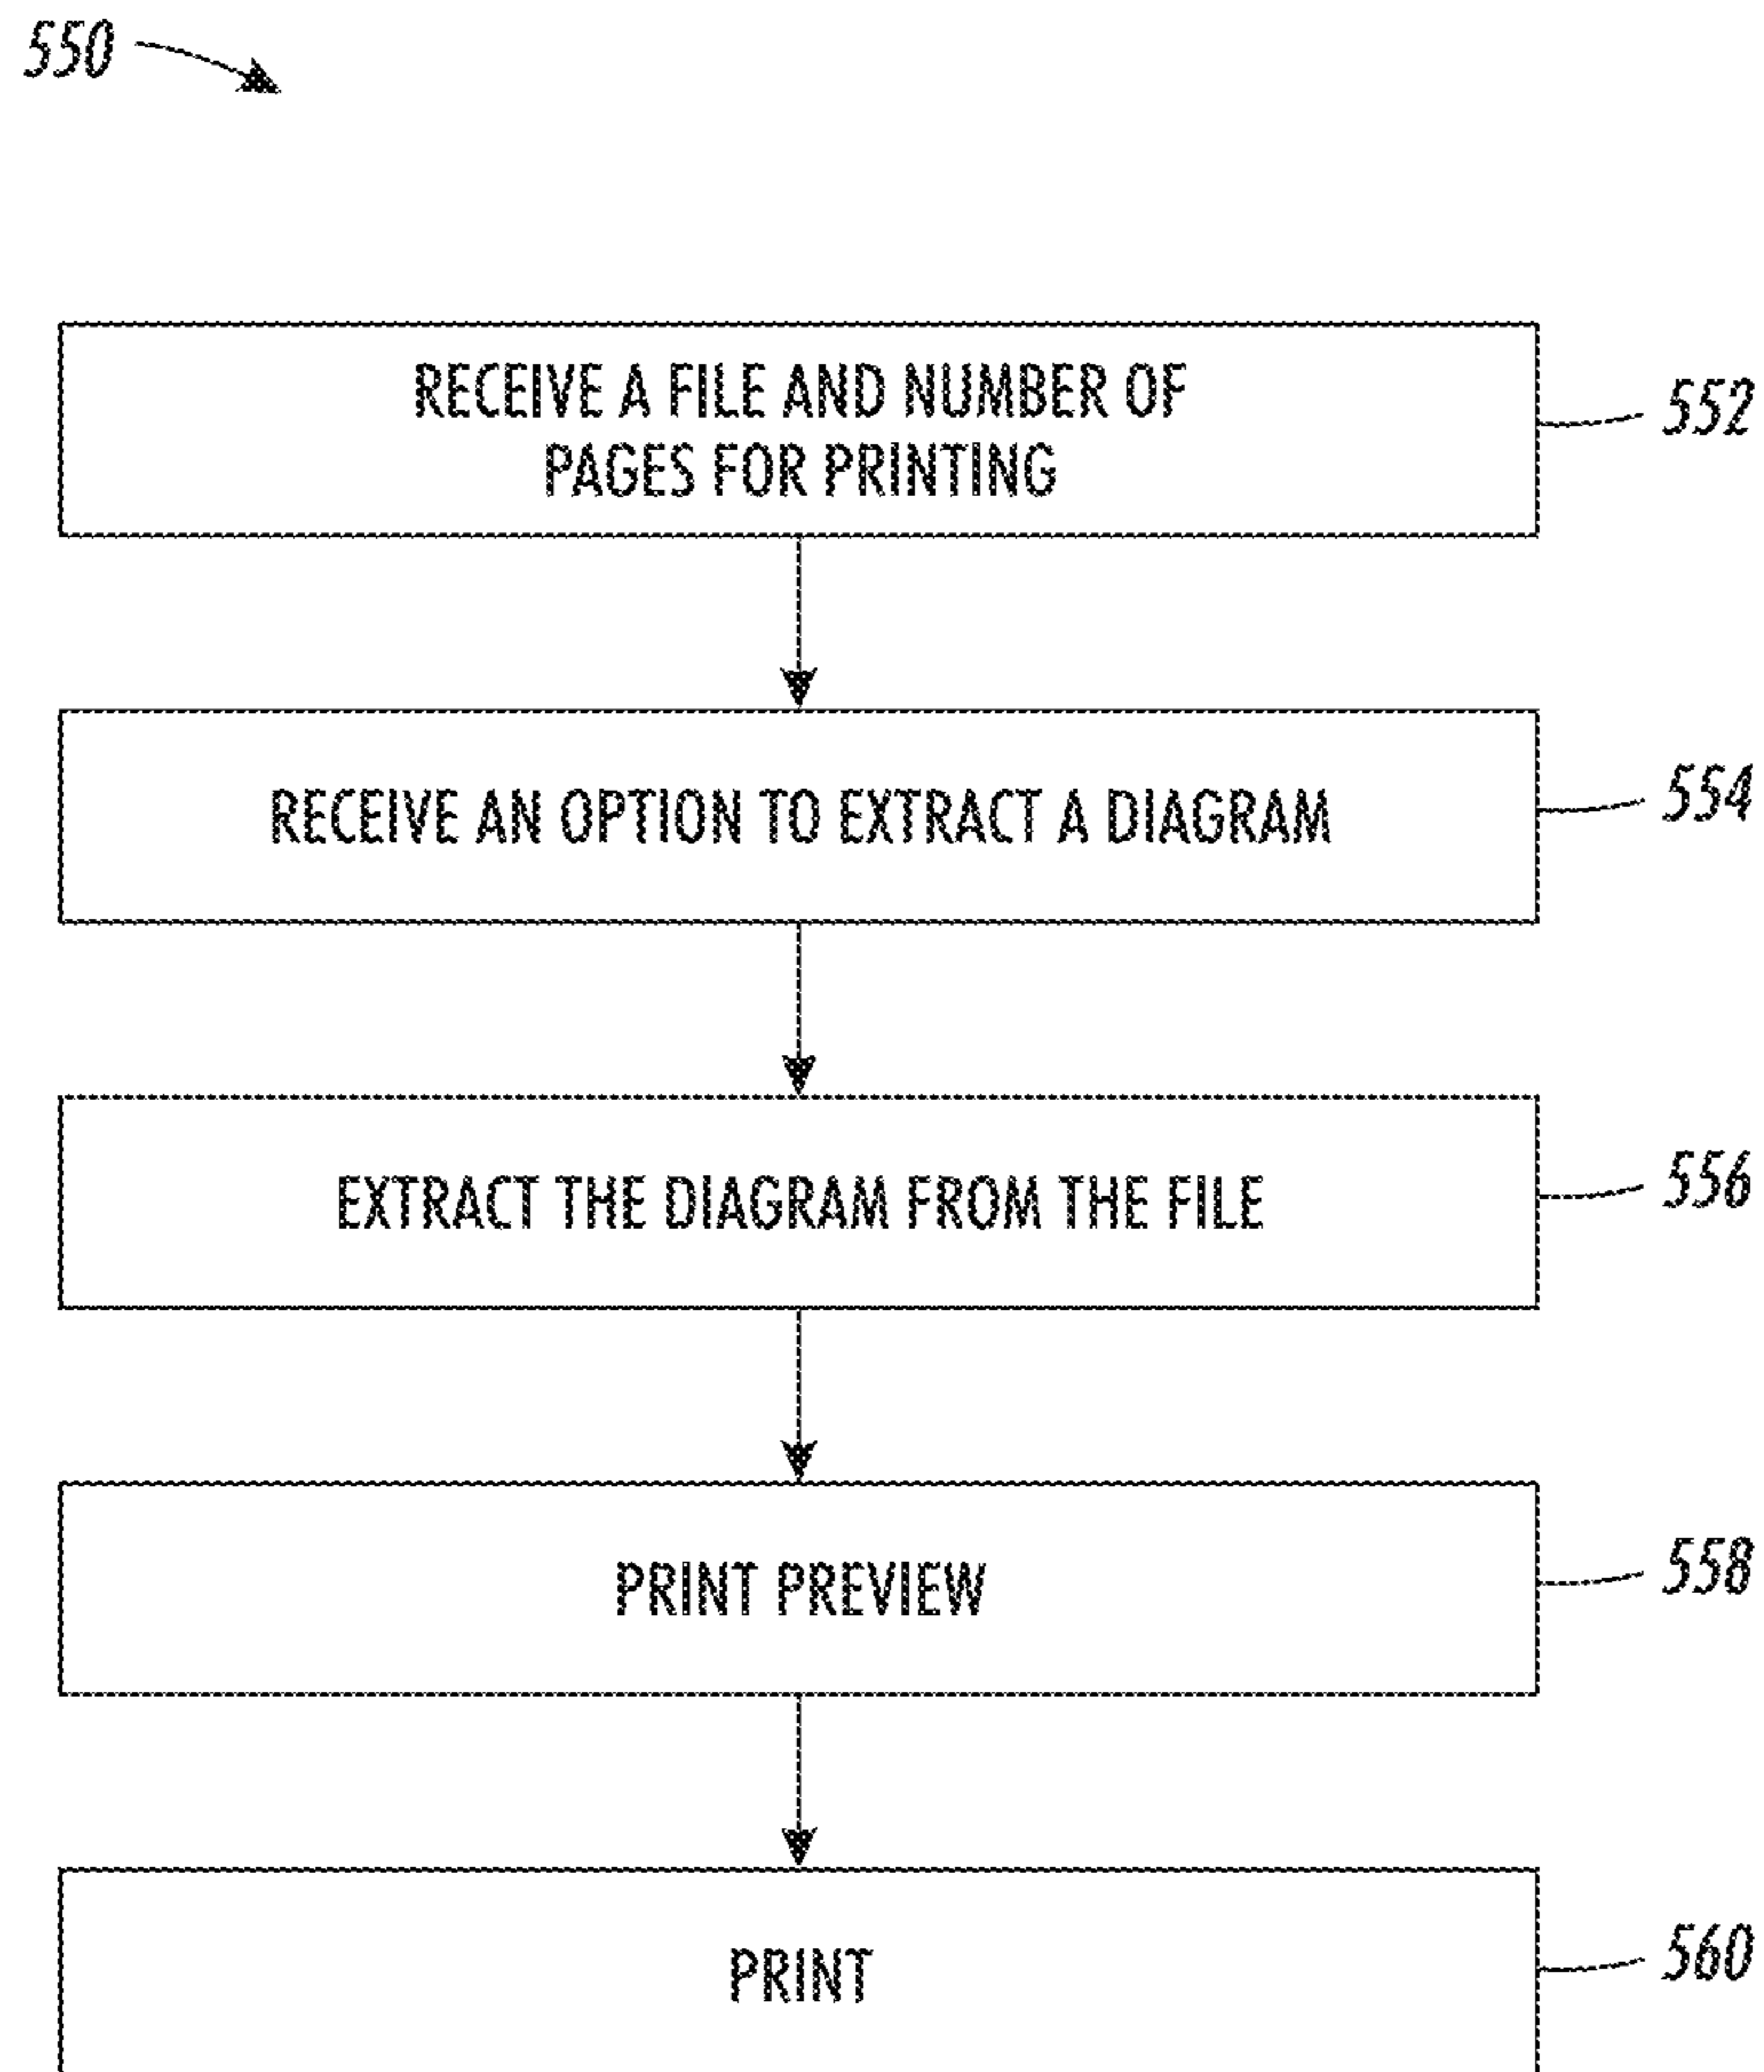 550
RECEIVE A FILE AND NUMBER OF
PAGES FOR PRINTING
552
RECEIVE AN OPTION TO EXTRACT A DIAGRAM
554
EXTRACT THE DIAGRAM FROM THE FILE
556
PRINT PREVIEW
558
PRINT
560